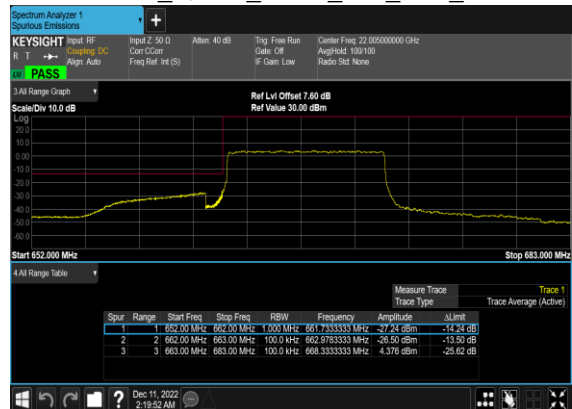 Spectrum Analyzer 1
Spurious Emissions
KEYSIGHT Input: RF Input Z: 50 Ω Atten: 40 dB Trig: Free Run Center Freq: 22.005000000 GHz
R T Coupling: DC Corr CCorr Gate: Off Avg|Hold: 100/100
Align: Auto Freq Ref: Int (S) IF Gain: Low Radio Std: None
PASS
3 All Range Graph
Ref Lvl Offset 7.60 dB
Scale/Div 10.0 dB Ref Value 30.00 dBm
Log
20.0
10.0
0.00
-10.0
-20.0
-30.0
-40.0
-50.0
-60.0
Start 652.000 MHz Stop 683.000 MHz
4 All Range Table
Measure Trace Trace 1
Trace Type Trace Average (Active)
Spur Range Start Freq Stop Freq RBW Frequency Amplitude ΔLimit
1 1 652.00 MHz 662.00 MHz 1.000 MHz 661.7333333 MHz -27.24 dBm -14.24 dB
2 2 662.00 MHz 663.00 MHz 100.0 kHz 662.9783333 MHz -26.50 dBm -13.50 dB
3 3 663.00 MHz 683.00 MHz 100.0 kHz 668.3333333 MHz 4.376 dBm -25.62 dB
? Dec 11, 2022
2:19:52 AM